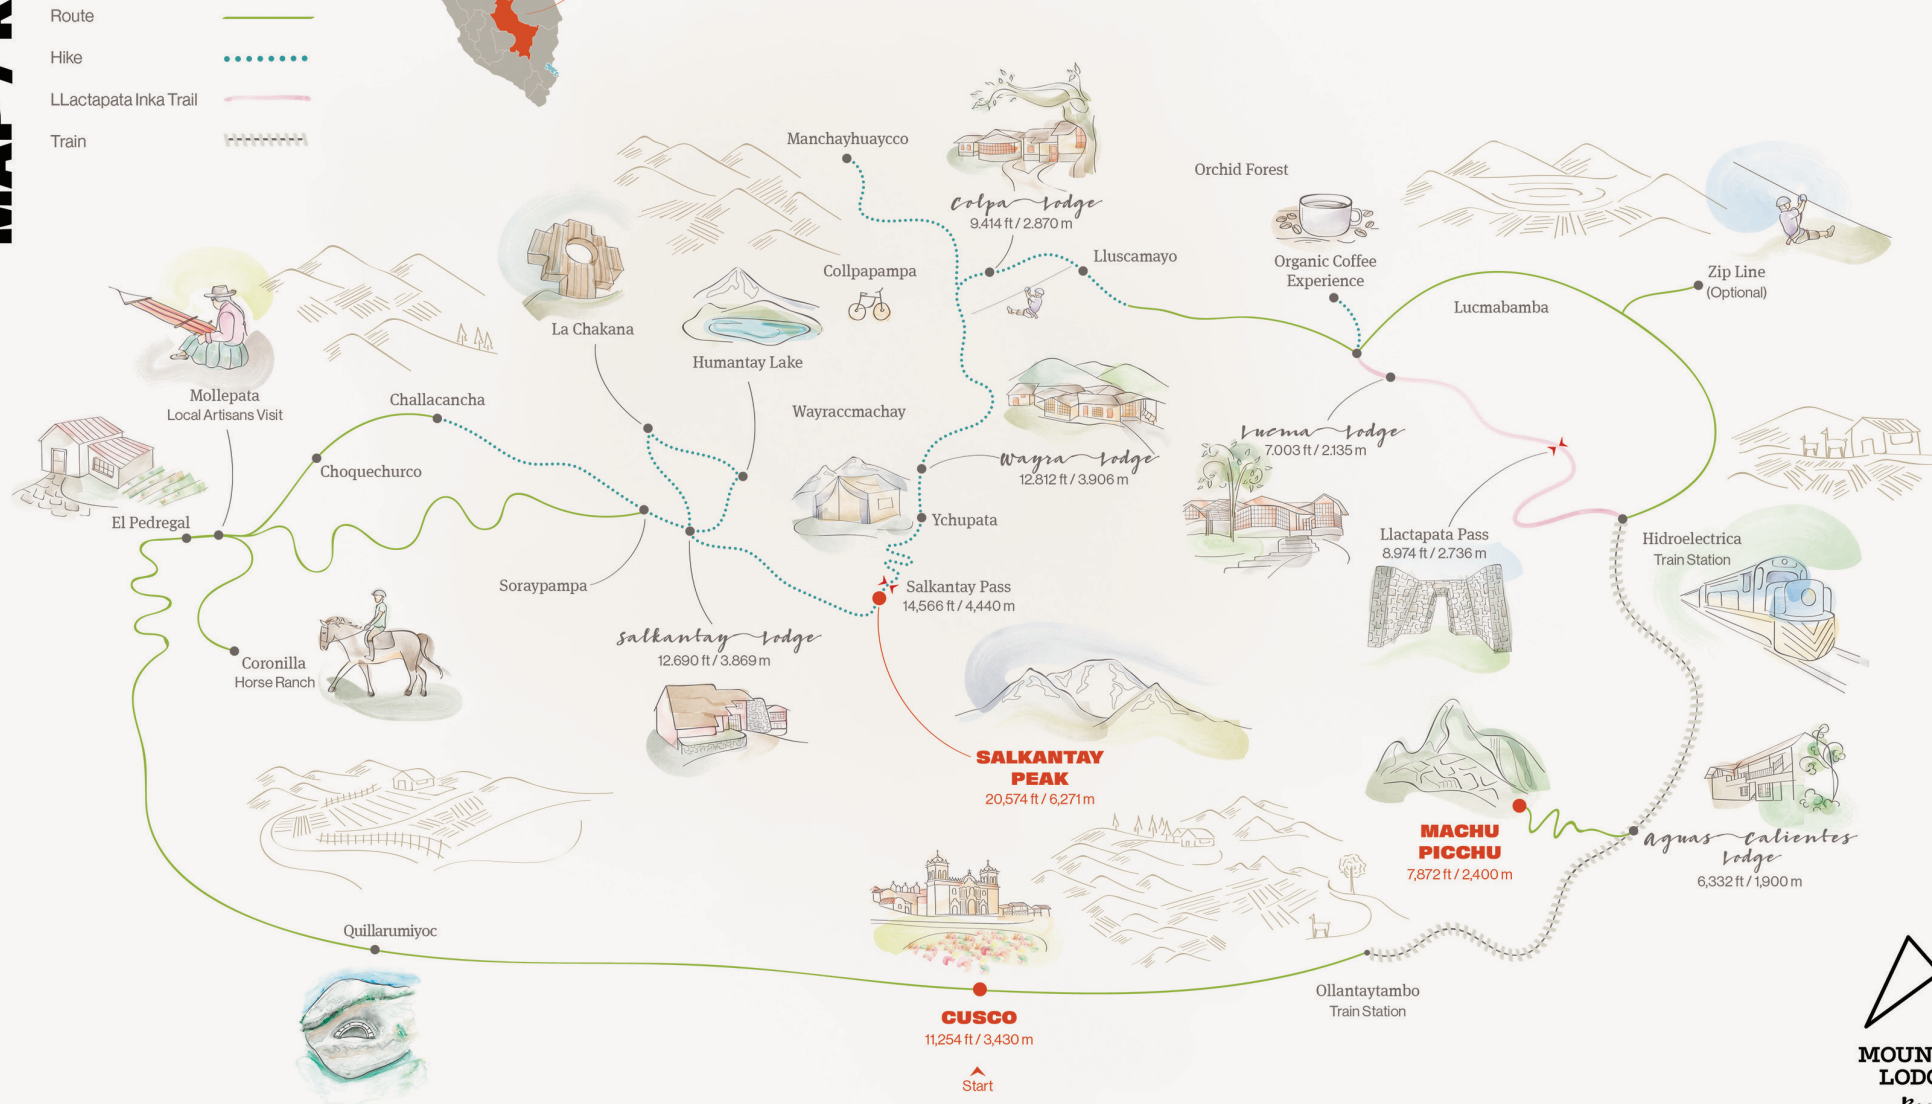 Route
Hike
LLactapata Inka Trail
Train
Manchayhuaycco
Colpa Lodge
9.414 ft / 2.870 m
Orchid Forest
Organic Coffee
Experience
Lluscamayo
Collpapampa
Zip Line
(Optional)
Lucmabamba
La Chakana
Humantay Lake
Mollepata
Local Artisans Visit
Challacancha
Wayraccmachay
Choquechurco
Wayra Lodge
12.812 ft / 3.906 m
Lucma Lodge
7.003 ft / 2.135 m
El Pedregal
Ychupata
Llactapata Pass
8.974 ft / 2.736 m
Hidroelectrica
Train Station
Soraypampa
Salkantay Pass
14,566 ft / 4,440 m
Salkantay Lodge
12.690 ft / 3.869 m
Coronilla
Horse Ranch
SALKANTAY
PEAK
20,574 ft / 6,271 m
MACHU
PICCHU
7,872 ft / 2,400 m
Aguas Calientes
Lodge
6,332 ft / 1,900 m
Quillarumiyoc
CUSCO
11,254 ft / 3,430 m
Start
Ollantaytambo
Train Station